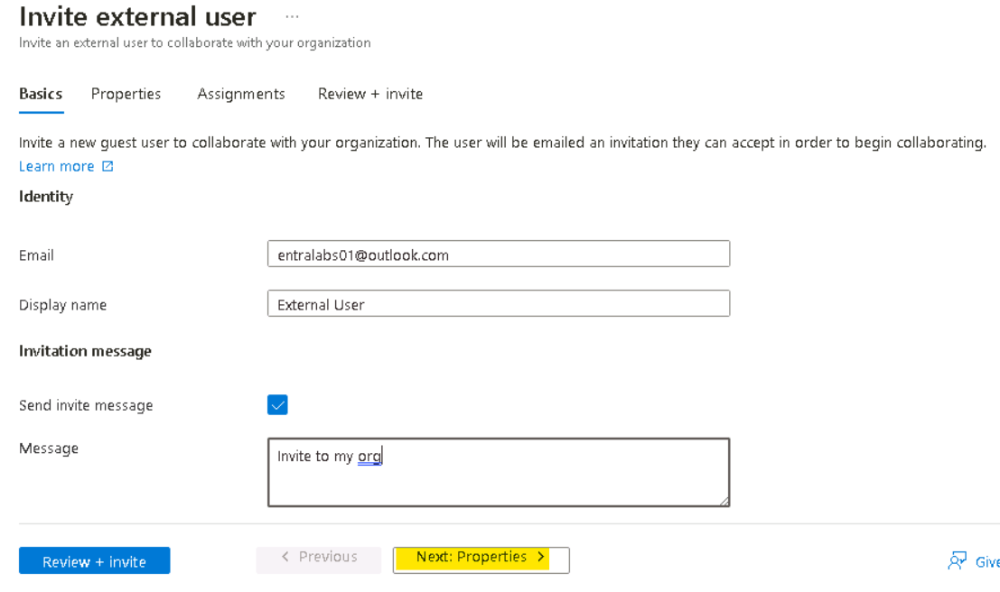 Invite external user ...
Invite an external user to collaborate with your organization
Basics Properties Assignments Review + invite
Invite a new guest user to collaborate with your organization. The user will be emailed an invitation they can accept in order to begin collaborating.
Learn more
Identity
Email entralabs01@outlook.com
Display name External User
Invitation message
Send invite message
Message Invite to my org
Review + invite < Previous Next: Properties > Give